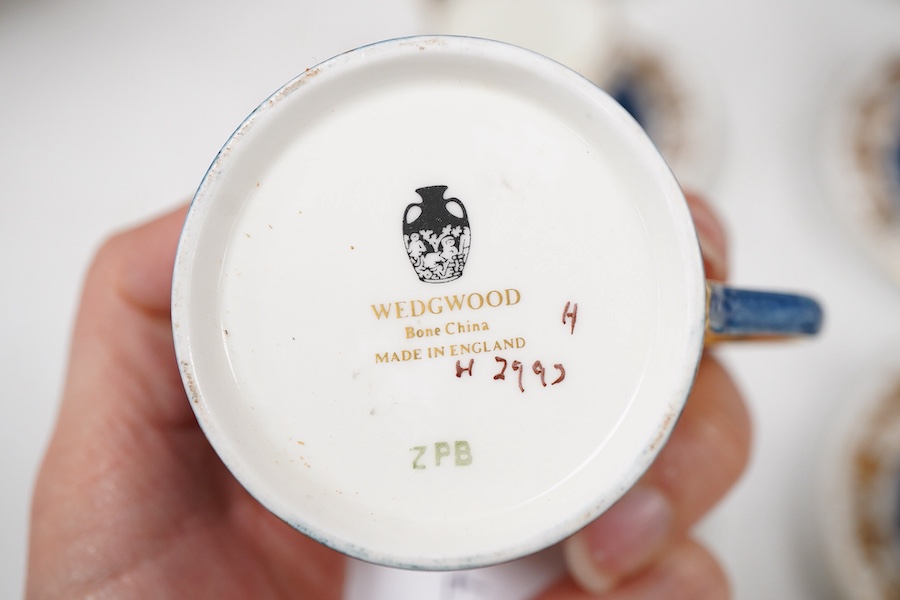 WEDGWOOD
Bone China
MADE IN ENGLAND
H
H 2993
ZPB